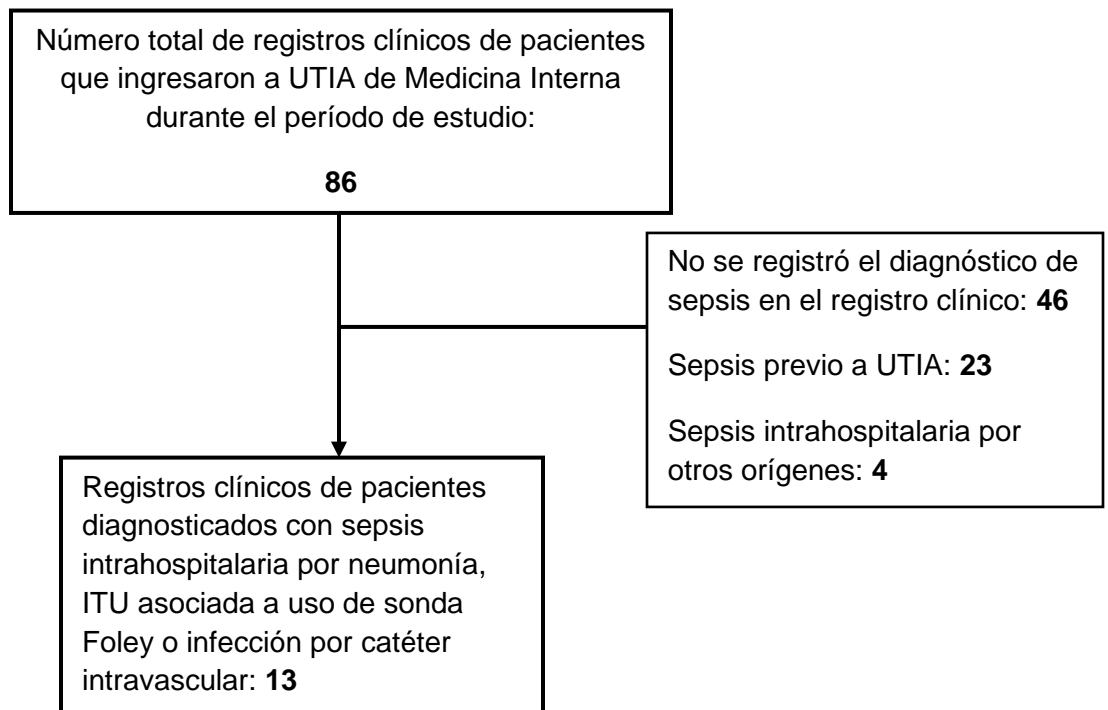 Número total de registros clínicos de pacientes
que ingresaron a UTIA de Medicina Interna
durante el período de estudio:
86
No se registró el diagnóstico de
sepsis en el registro clínico: 46
Sepsis previo a UTIA: 23
Sepsis intrahospitalaria por
otros orígenes: 4
Registros clínicos de pacientes
diagnosticados con sepsis
intrahospitalaria por neumonía,
ITU asociada a uso de sonda
Foley o infección por catéter
intravascular: 13